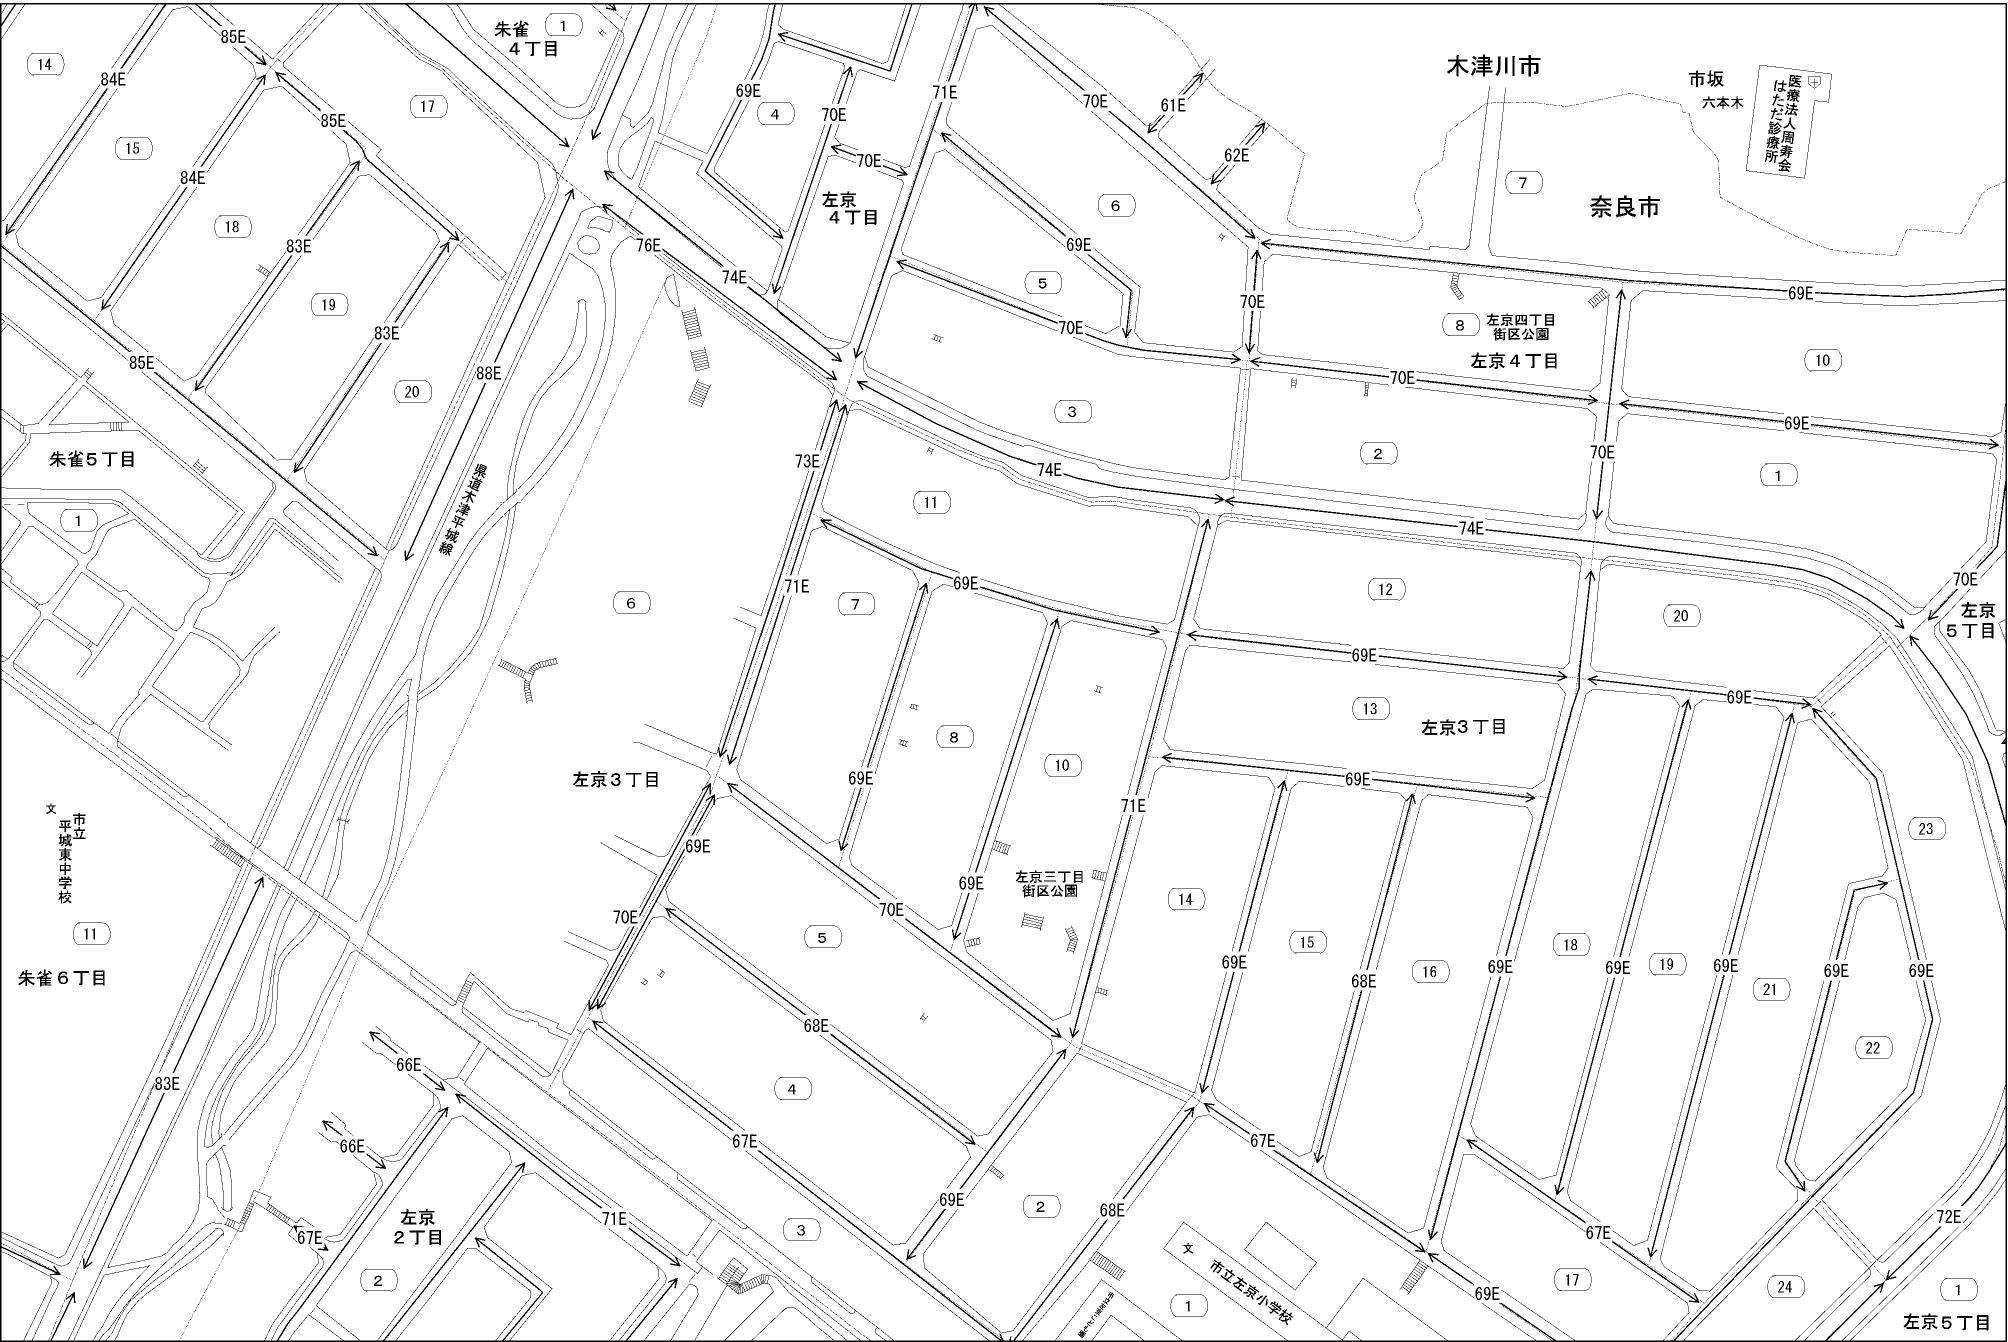 85E
朱雀
４丁目
1
14
84E
69E
4
70E
71E
70E
61E
木津川市
市坂
六本木
医療法人周寿会
はただ診療所
17
85E
15
84E
70E
62E
7
奈良市
左京
４丁目
6
18
83E
76E
74E
69E
5
19
83E
70E
70E
69E
8
左京四丁目
街区公園
左京４丁目
10
85E
88E
20
70E
70E
3
69E
2
70E
1
朱雀５丁目
県道木津平城線
73E
74E
11
74E
1
71E
69E
12
70E
左京
５丁目
6
7
20
69E
69E
13
左京３丁目
8
69E
左京３丁目
10
69E
69E
71E
文
市立
平城東中学校
69E
23
69E
左京三丁目
街区公園
14
11
朱雀６丁目
70E
70E
5
15
18
19
16
69E
68E
69E
69E
69E
69E
69E
21
68E
22
66E
83E
4
66E
67E
67E
69E
2
68E
左京
２丁目
71E
67E
3
67E
72E
2
文
市立左京小学校
17
24
1
69E
1
左京５丁目